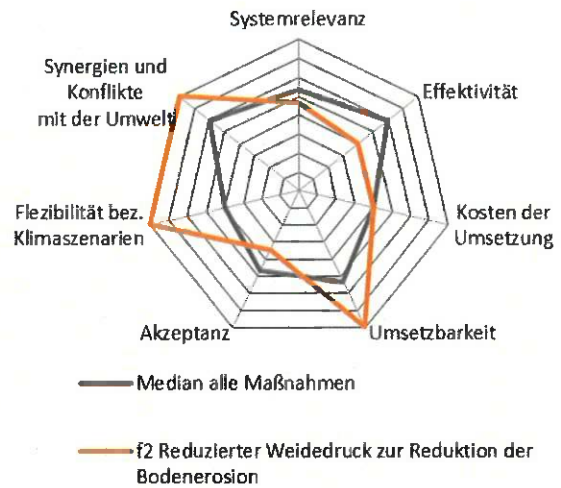 Systemrelevanz
Synergien und
Konflikte
mit der Umwelt
Effektivität
Flezibilität bez.
Klimaszenarien
Kosten der
Umsetzung
Akzeptanz
Umsetzbarkeit
Median alle Maßnahmen
f2 Reduzierter Weidedruck zur Reduktion der
Bodenerosion